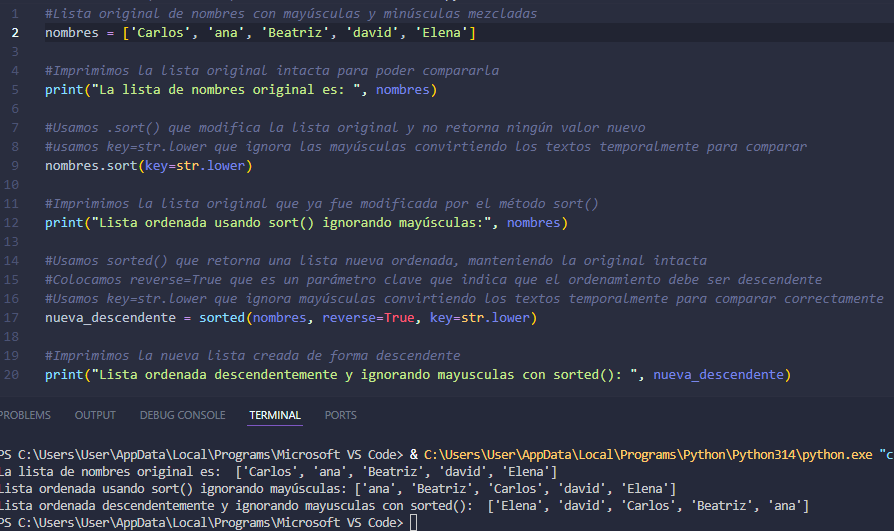 1 #Lista original de nombres con mayúsculas y minúsculas mezcladas
2 nombres = ['Carlos', 'ana', 'Beatriz', 'david', 'Elena']
3
4 #Imprimimos la lista original intacta para poder compararla
5 print("La lista de nombres original es: ", nombres)
6
7 #Usamos .sort() que modifica la lista original y no retorna ningún valor nuevo
8 #usamos key=str.lower que ignora las mayúsculas convirtiendo los textos temporalmente para comparar
9 nombres.sort(key=str.lower)
10
11 #Imprimimos la lista original que ya fue modificada por el método sort()
12 print("Lista ordenada usando sort() ignorando mayúsculas:", nombres)
13
14 #Usamos sorted() que retorna una lista nueva ordenada, manteniendo la original intacta
15 #Colocamos reverse=True que es un parámetro clave que indica que el ordenamiento debe ser descendente
16 #Usamos key=str.lower que ignora mayúsculas convirtiendo los textos temporalmente para comparar correctamente
17 nueva_descendente = sorted(nombres, reverse=True, key=str.lower)
18
19 #Imprimimos la nueva lista creada de forma descendente
20 print("Lista ordenada descendentemente y ignorando mayusculas con sorted(): ", nueva_descendente)
PROBLEMS OUTPUT DEBUG CONSOLE TERMINAL PORTS
PS C:\Users\User\AppData\Local\Programs\Microsoft VS Code> & C:\Users\User\AppData\Local\Programs\Python\Python314\python.exe "c
La lista de nombres original es:  ['Carlos', 'ana', 'Beatriz', 'david', 'Elena']
Lista ordenada usando sort() ignorando mayúsculas: ['ana', 'Beatriz', 'Carlos', 'david', 'Elena']
Lista ordenada descendentemente y ignorando mayusculas con sorted():  ['Elena', 'david', 'Carlos', 'Beatriz', 'ana']
PS C:\Users\User\AppData\Local\Programs\Microsoft VS Code>